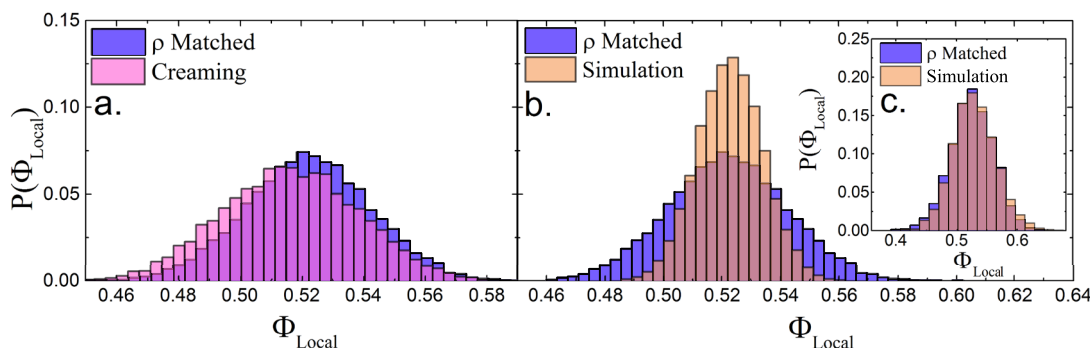 0.15
0.10
0.05
0.00
P(Φ_Local)
ρ Matched
Creaming
a.
0.46 0.48 0.50 0.52 0.54 0.56 0.58
Φ_Local
ρ Matched
Simulation
b.
0.46 0.48 0.50 0.52 0.54 0.56 0.58 0.60 0.62 0.64
Φ_Local
0.25
0.20
0.15
0.10
0.05
0.00
P(Φ_Local)
ρ Matched
Simulation
c.
0.4 0.5 0.6
Φ_Local